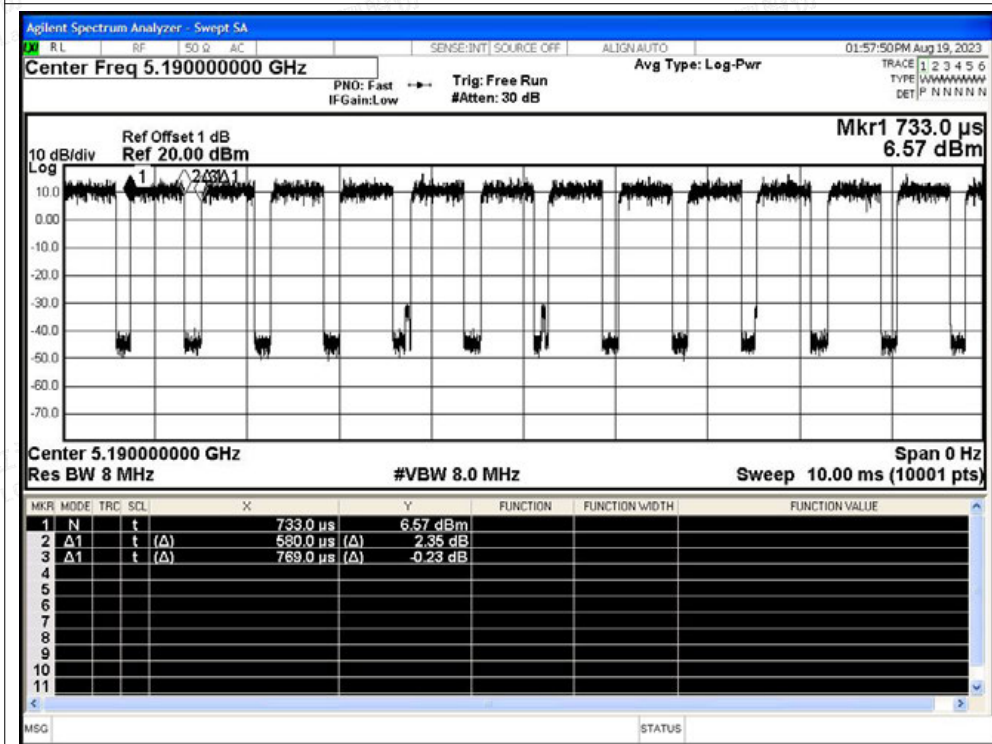 Agilent Spectrum Analyzer - Swept SA
RL RF 50 Ω AC SENSE:INT SOURCE OFF ALIGN AUTO 01:57:50 PM Aug 19, 2023
Center Freq 5.190000000 GHz Avg Type: Log-Pwr TRACE 1 2 3 4 5 6
PNO: Fast Trig: Free Run TYPE WWWWWW
IFGain:Low #Atten: 30 dB DET P N N N N N
Mkr1 733.0 µs
Ref Offset 1 dB
10 dB/div Ref 20.00 dBm 6.57 dBm
Log
1 2Δ1 3Δ1
10.0
0.00
-10.0
-20.0
-30.0
-40.0
-50.0
-60.0
-70.0
Center 5.190000000 GHz Span 0 Hz
Res BW 8 MHz #VBW 8.0 MHz Sweep 10.00 ms (10001 pts)
MKR MODE TRC SCL X Y FUNCTION FUNCTION WIDTH FUNCTION VALUE
1 N t 733.0 µs 6.57 dBm
2 Δ1 t (Δ) 580.0 µs (Δ) 2.35 dB
3 Δ1 t (Δ) 769.0 µs (Δ) -0.23 dB
4
5
6
7
8
9
10
11
MSG STATUS